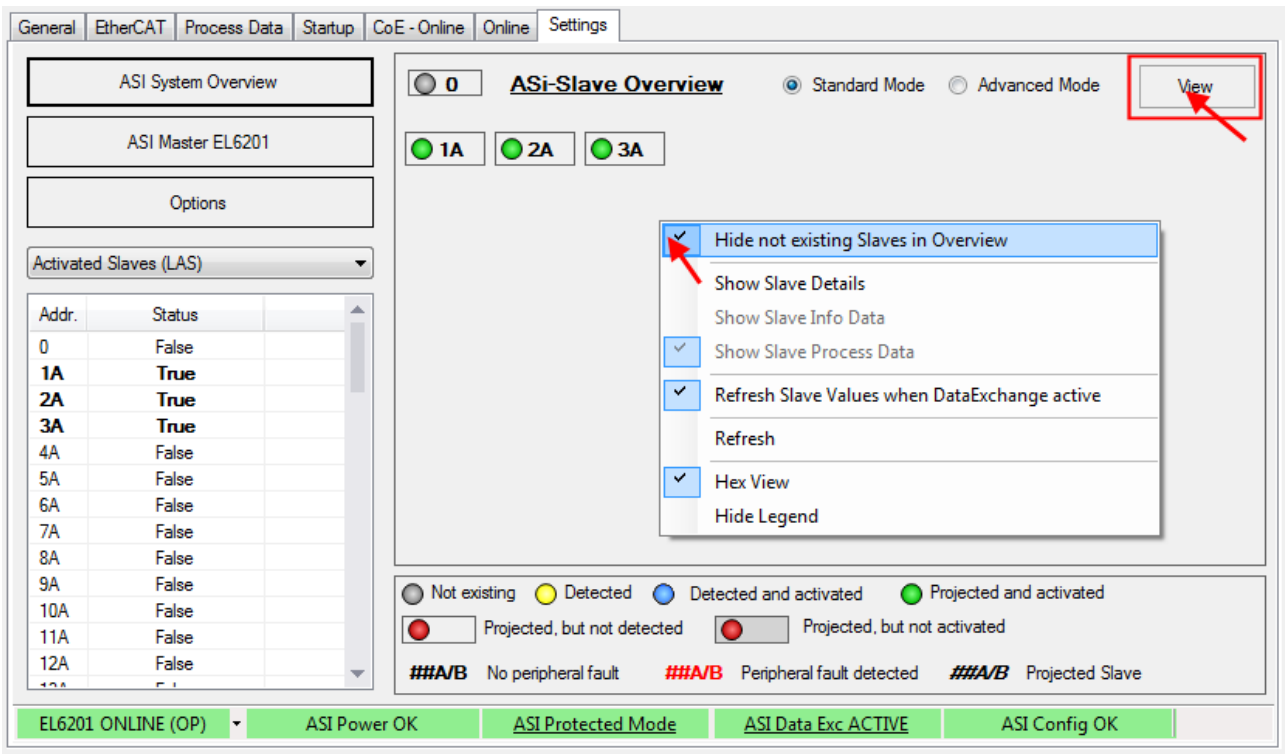 General EtherCAT Process Data Startup CoE - Online Online Settings
ASI System Overview
ASI Master EL6201
Options
Activated Slaves (LAS)
Addr. Status
0 False
1A True
2A True
3A True
4A False
5A False
6A False
7A False
8A False
9A False
10A False
11A False
12A False
0 ASi-Slave Overview Standard Mode Advanced Mode View
1A 2A 3A
Hide not existing Slaves in Overview
Show Slave Details
Show Slave Info Data
Show Slave Process Data
Refresh Slave Values when DataExchange active
Refresh
Hex View
Hide Legend
Not existing Detected Detected and activated Projected and activated
Projected, but not detected Projected, but not activated
##A/B No peripheral fault ##A/B Peripheral fault detected ##A/B Projected Slave
EL6201 ONLINE (OP) ASI Power OK ASI Protected Mode ASI Data Exc ACTIVE ASI Config OK